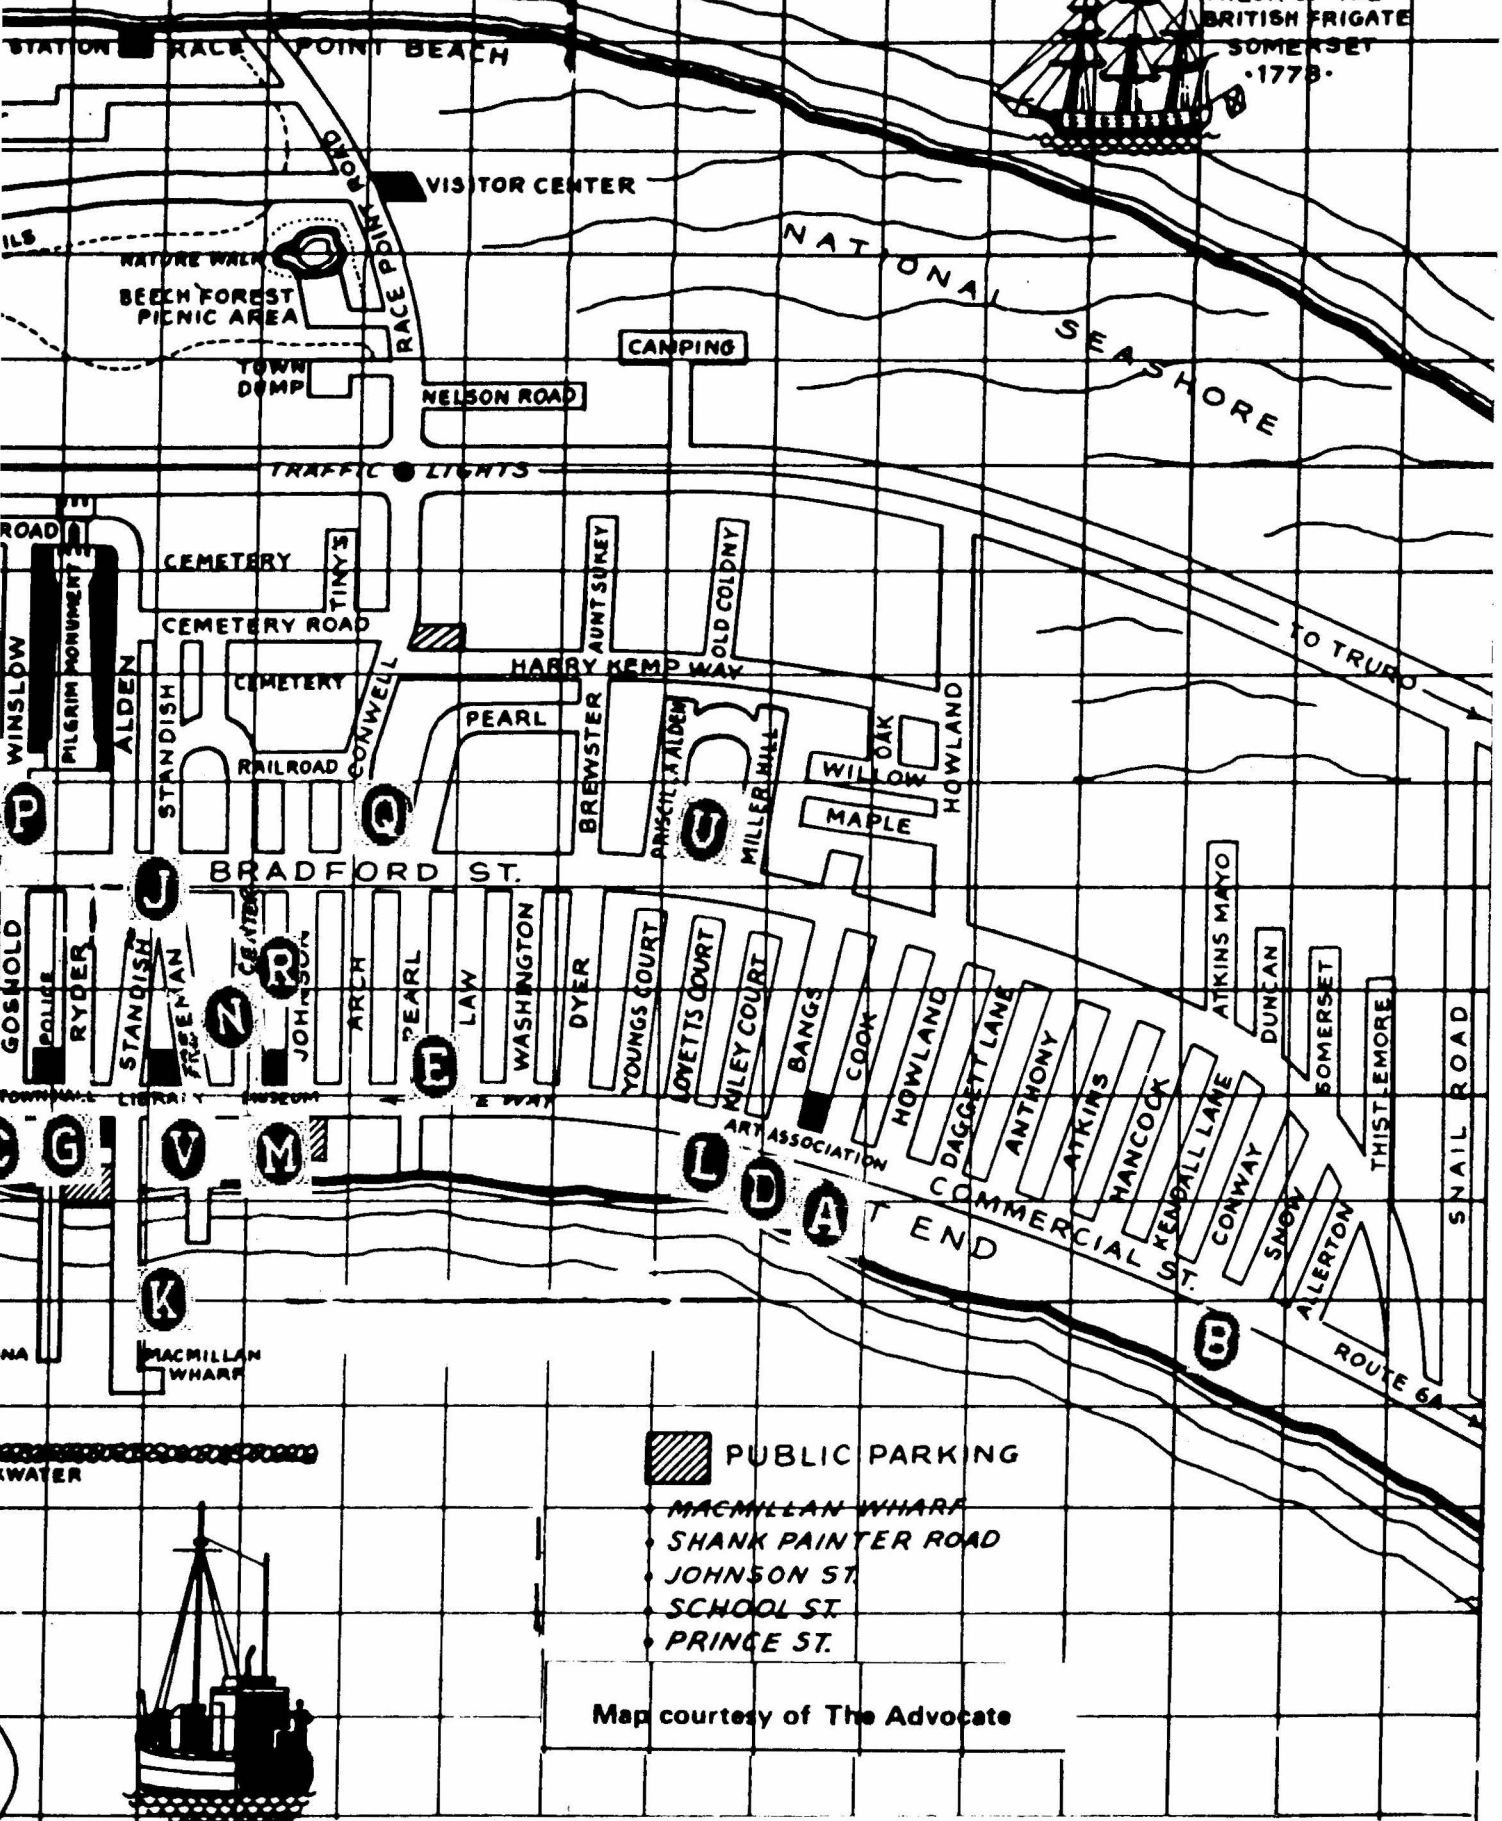 BRITISH FRIGATE
SOMERSET
·1778·
STATION
RACE POINT BEACH
RACE POINT ROAD
VISITOR CENTER
NATIONAL SEASHORE
NATURE WALK
BEECH FOREST
PICNIC AREA
TOWN
DUMP
CAMPING
NELSON ROAD
TRAFFIC LIGHTS
ROAD
CEMETERY
TINY'S
AUNT SUKEY
OLD COLONY
CEMETERY ROAD
TO TRURO
WINSLOW
PILGRIM MONUMENT
ALDEN
STANDISH
CEMETERY
CONWELL
HARRY KEMP WAY
PEARL
BREWSTER
PRISCILLA ALDEN
MILLER HILL
OAK
HOWLAND
RAILROAD
WILLOW
MAPLE
P
Q
U
BRADFORD ST.
J
ATKINS MAYO
DUNCAN
SOMERSET
THISTLEMORE
SNAIL ROAD
GOSNOLD
POLICE
RYDER
STANDISH
FREEMAN
CENTER
R
N
JOHNSON
ARCH
PEARL
LAW
WASHINGTON
DYER
YOUNGS COURT
LOVETTS COURT
KILEY COURT
BANGS
COOK
HOWLAND
DAGGETT LANE
ANTHONY
ATKINS
HANCOCK
KENDALL LANE
CONWAY
SNOW
ALLERTON
E
TOWN HALL
LIBRARY
MUSEUM
WAY
ART ASSOCIATION
G
V
M
L
D
A
COMMERCIAL ST.
T END
K
B
MACMILLAN
WHARF
ROUTE 6A
PUBLIC PARKING
MACMILLAN WHARF
SHANK PAINTER ROAD
JOHNSON ST.
SCHOOL ST.
PRINCE ST.
Map courtesy of The Advocate